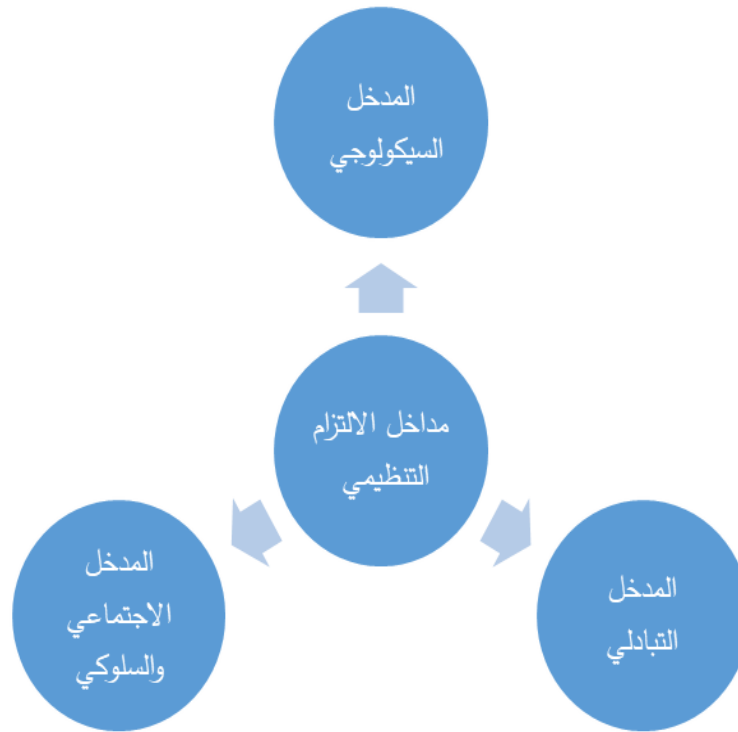 المدخل
السيكولوجي
مداخل الالتزام
التنظيمي
المدخل
التبادلي
المدخل
الاجتماعي
والسلوكي